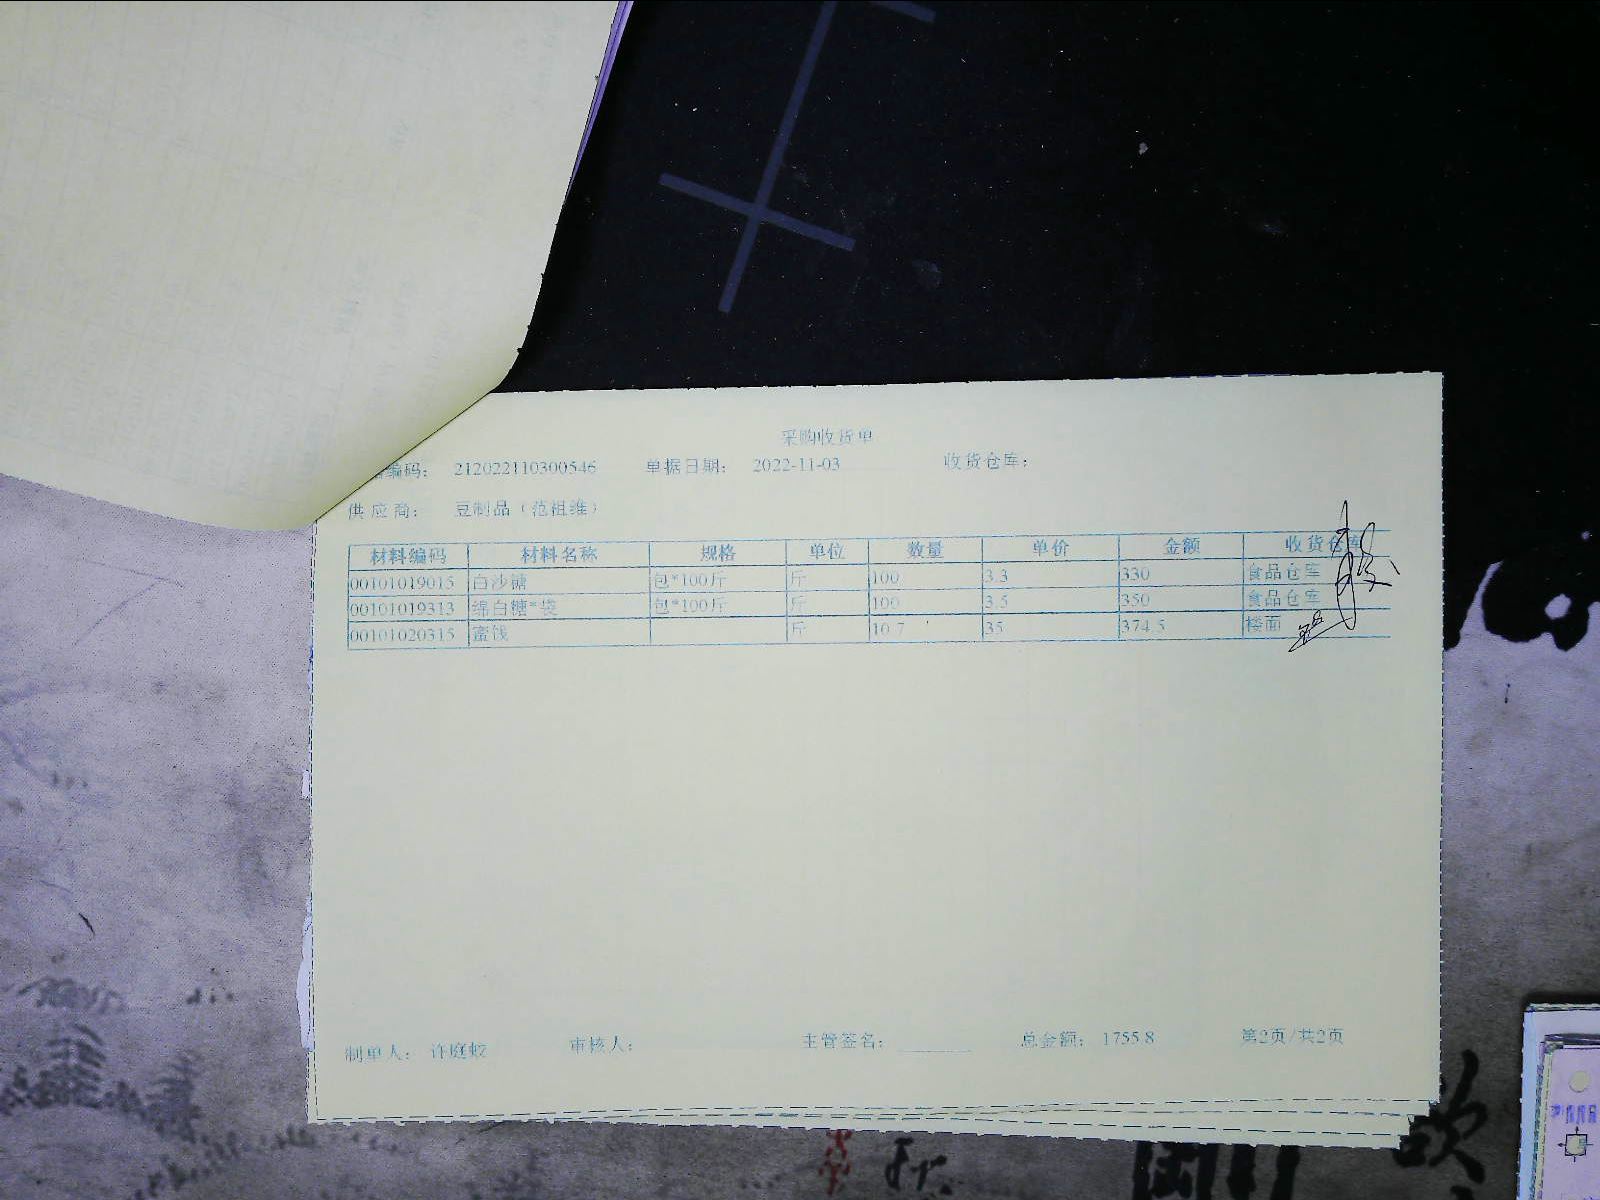 采购收货单
编码： 212022110300546 单据日期： 2022-11-03 收货仓库：
供应商： 豆制品（范祖维）
材料编码 材料名称 规格 单位 数量 单价 金额 收货仓库
00101019015 白沙糖 包*100斤 斤 100 3.3 330 食品仓库
00101019313 绵白糖*袋 包*100斤 斤 100 3.5 350 食品仓库
00101020315 蜜饯 斤 10.7 35 374.5 楼面
制单人： 许庭蛟 审核人： 主管签名： 总金额： 1755.8 第2页/共2页